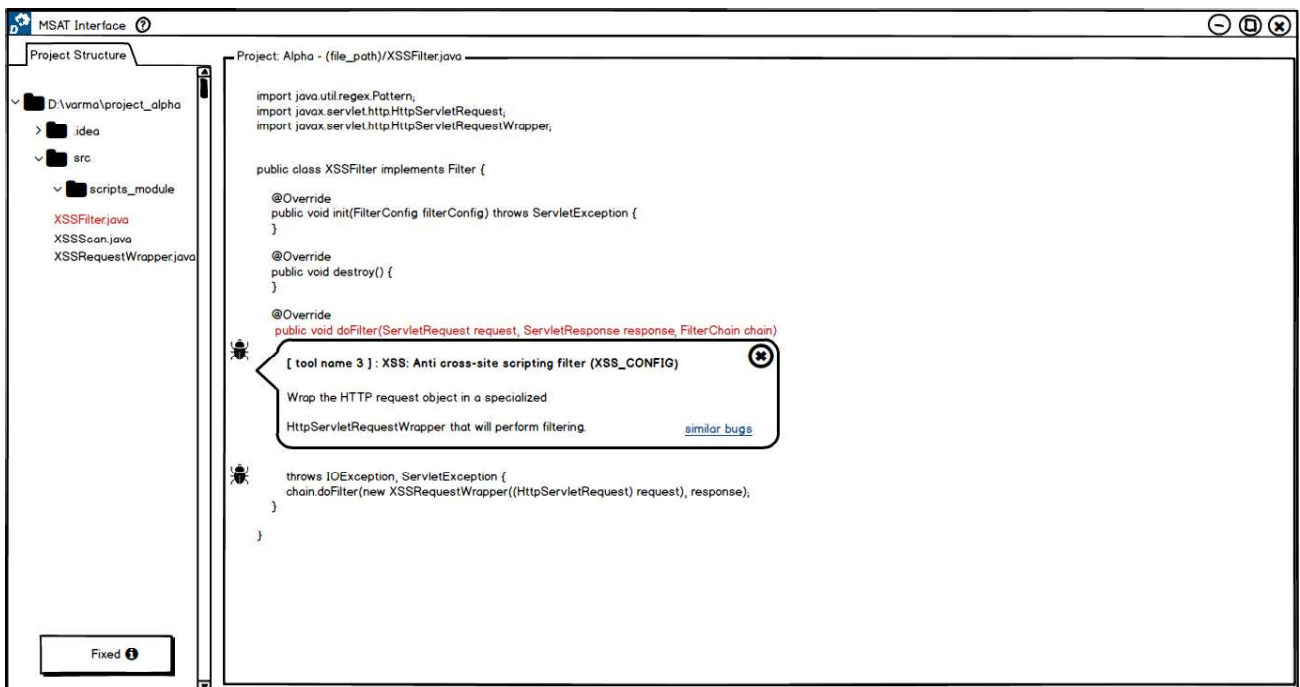 MSAT Interface ?
Project Structure
D:\varma\project_alpha
.idea
src
scripts_module
XSSFilter.java
XSSScan.java
XSSRequestWrapper.java
Fixed i
Project: Alpha - (file_path)/XSSFilter.java
import java.util.regex.Pattern;
import javax.servlet.http.HttpServletRequest;
import javax.servlet.http.HttpServletRequestWrapper;
public class XSSFilter implements Filter {
@Override
public void init(FilterConfig filterConfig) throws ServletException {
}
@Override
public void destroy() {
}
@Override
public void doFilter(ServletRequest request, ServletResponse response, FilterChain chain)
[ tool name 3 ] : XSS: Anti cross-site scripting filter (XSS_CONFIG)
Wrap the HTTP request object in a specialized
HttpServletRequestWrapper that will perform filtering.
similar bugs
throws IOException, ServletException {
chain.doFilter(new XSSRequestWrapper((HttpServletRequest) request), response);
}
}